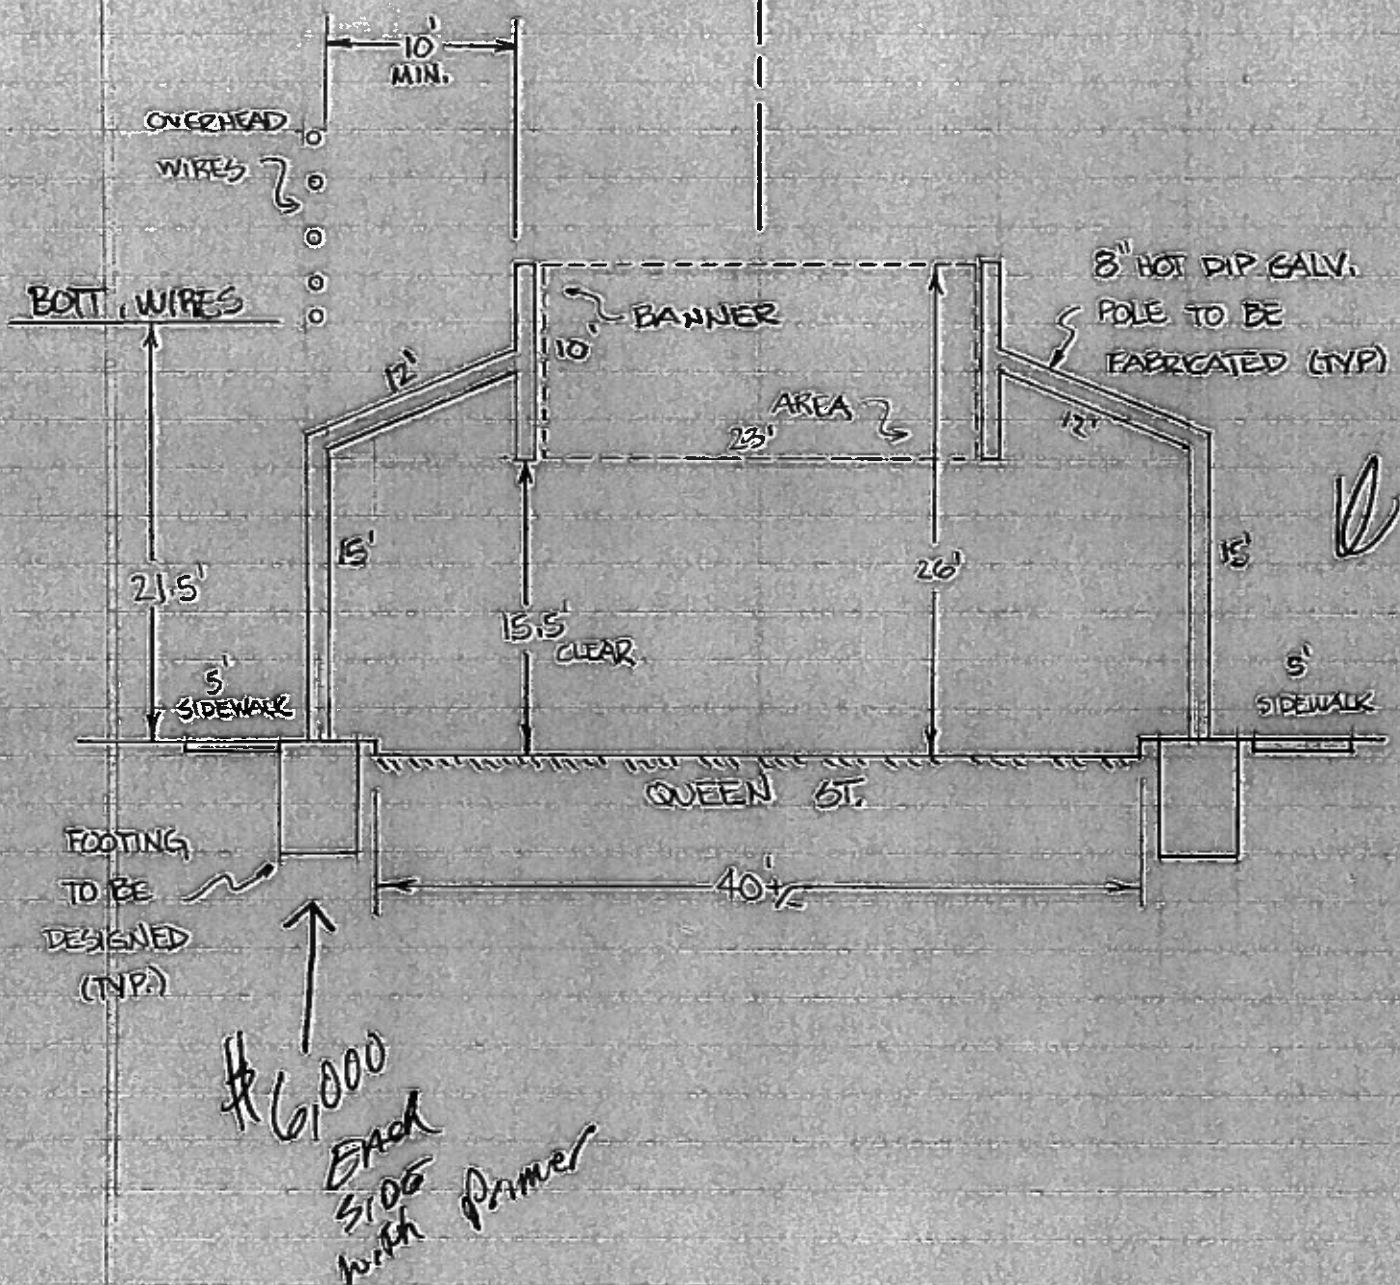 10'
MIN.
OVERHEAD
WIRES
BOTT. WIRES
BANNER
10'
8" HOT DIP GALV.
POLE TO BE
FABRICATED (TYP)
12'
AREA
23'
12'
15'
15'
21.5'
26'
15.5'
CLEAR
5'
SIDEWALK
5'
SIDEWALK
QUEEN ST.
FOOTING
TO BE
DESIGNED
(TYP.)
40'+/-
$6,000
Each
SIDE
with Primer